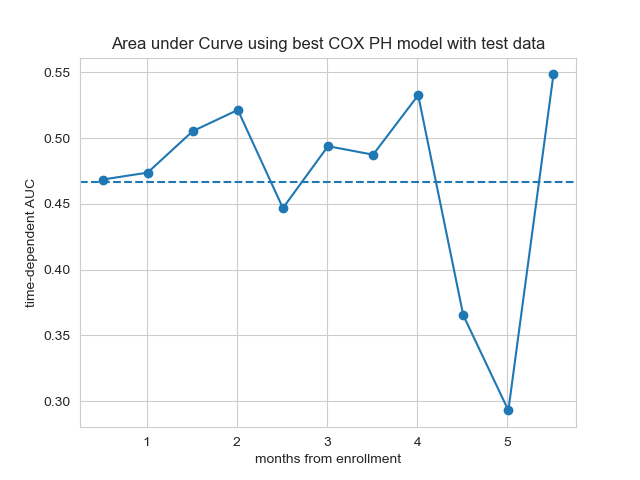 Area under Curve using best COX PH model with test data
0.55
0.50
0.45
0.40
0.35
0.30
time-dependent AUC
1 2 3 4 5
months from enrollment